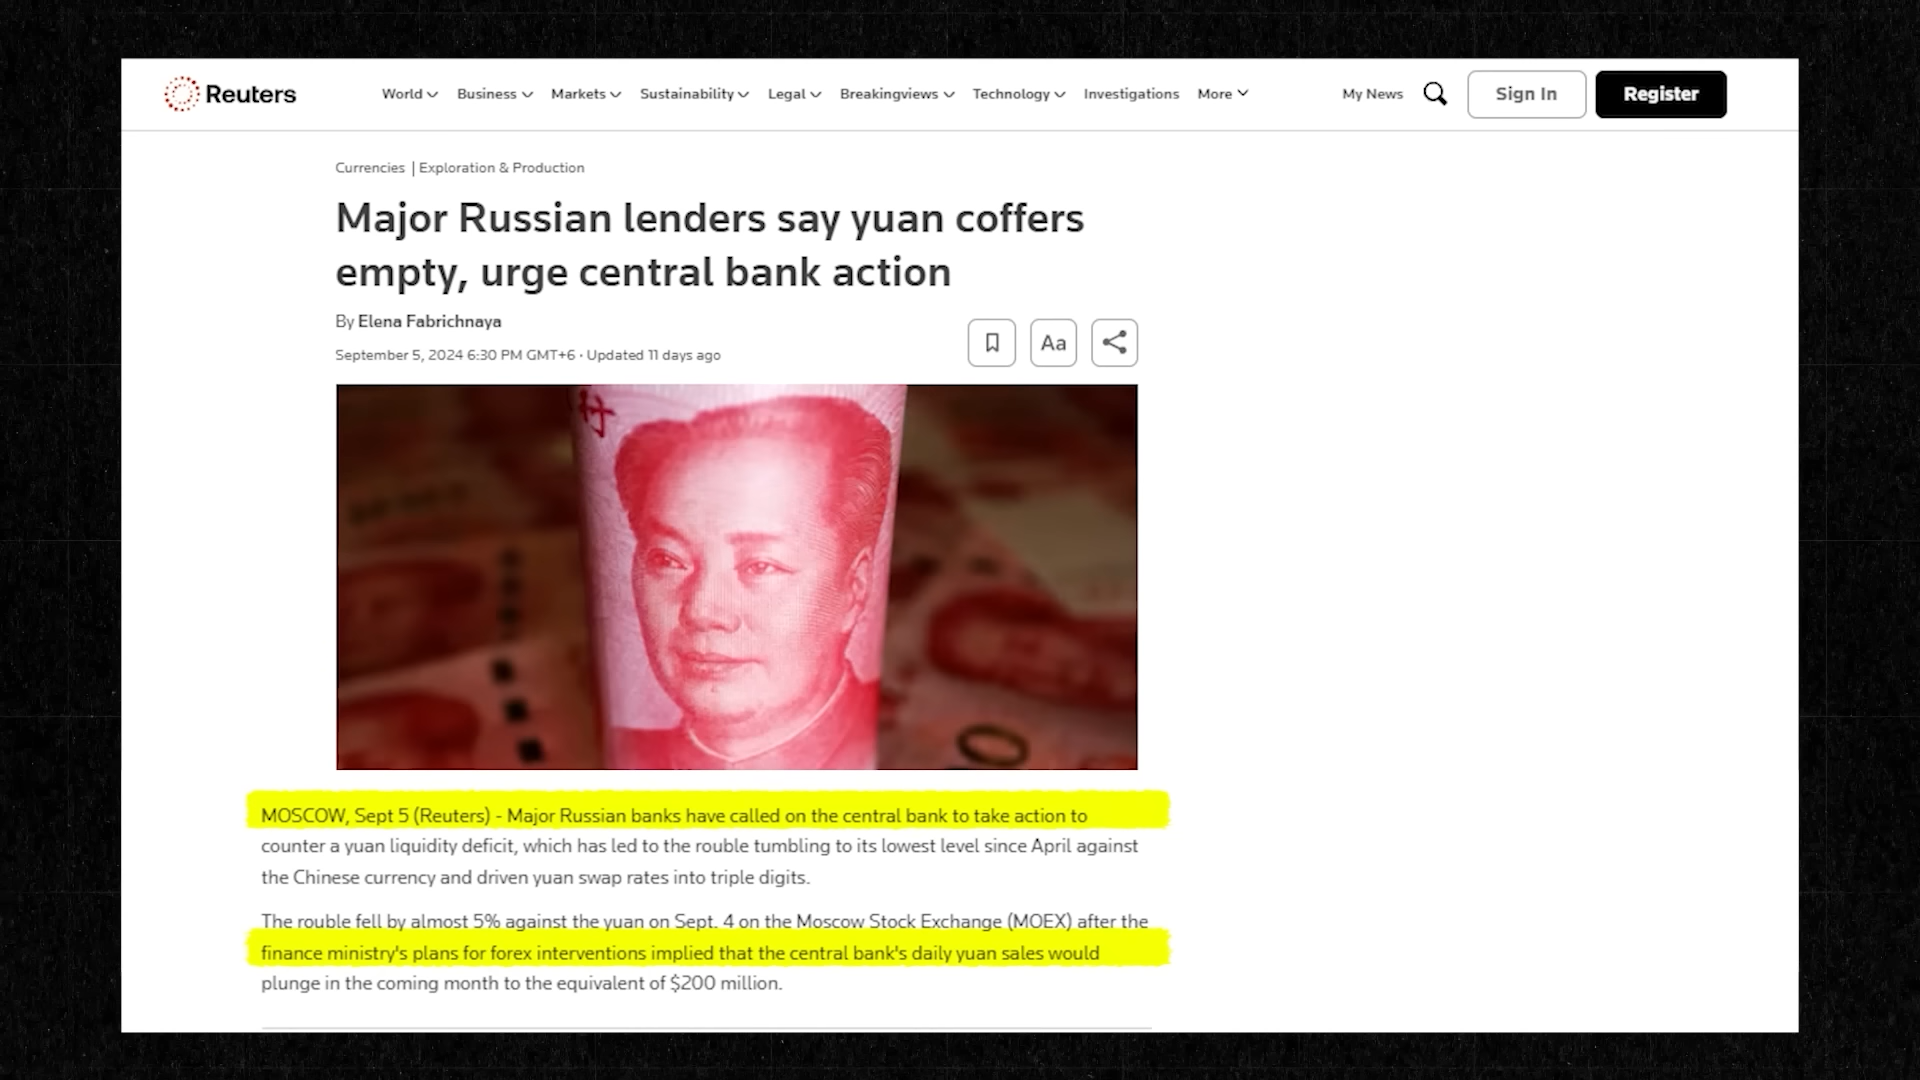 Reuters
World Business Markets Sustainability Legal Breakingviews Technology Investigations More My News Sign In Register
Currencies | Exploration & Production
Major Russian lenders say yuan coffers
empty, urge central bank action
By Elena Fabrichnaya
September 5, 2024 6:30 PM GMT+6 · Updated 11 days ago
Aa
MOSCOW, Sept 5 (Reuters) - Major Russian banks have called on the central bank to take action to
counter a yuan liquidity deficit, which has led to the rouble tumbling to its lowest level since April against
the Chinese currency and driven yuan swap rates into triple digits.
The rouble fell by almost 5% against the yuan on Sept. 4 on the Moscow Stock Exchange (MOEX) after the
finance ministry's plans for forex interventions implied that the central bank's daily yuan sales would
plunge in the coming month to the equivalent of $200 million.